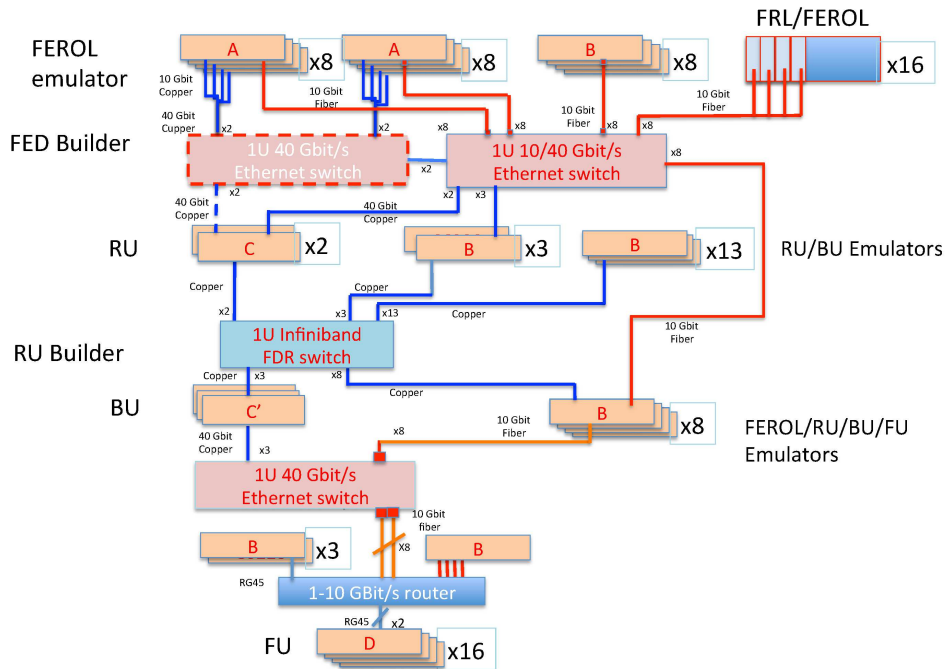 FRL/FEROL
FEROL
emulator
A
x8
A
x8
B
x8
x16
10 Gbit
Copper
10 Gbit
Fiber
10 Gbit
Fiber
10 Gbit
Fiber
40 Gbit
Cupper
x2
x2
x8
x8
x8
x8
FED Builder
1U 40 Gbit/s
Ethernet switch
x2
1U 10/40 Gbit/s
Ethernet switch
x8
x2
x2
x3
40 Gbit
Copper
40 Gbit
Copper
RU
C
x2
B
x3
B
x13
RU/BU Emulators
Copper
Copper
Copper
x2
x3
x13
10 Gbit
Fiber
RU Builder
1U Infiniband
FDR switch
Copper
x3
x8
Copper
BU
C’
B
x8
10 Gbit
Fiber
FEROL/RU/BU/FU
Emulators
40 Gbit
Copper
x3
x8
1U 40 Gbit/s
Ethernet switch
10 Gbit
fiber
B
x3
X8
B
RG45
1-10 GBit/s router
RG45
x2
FU
D
x16